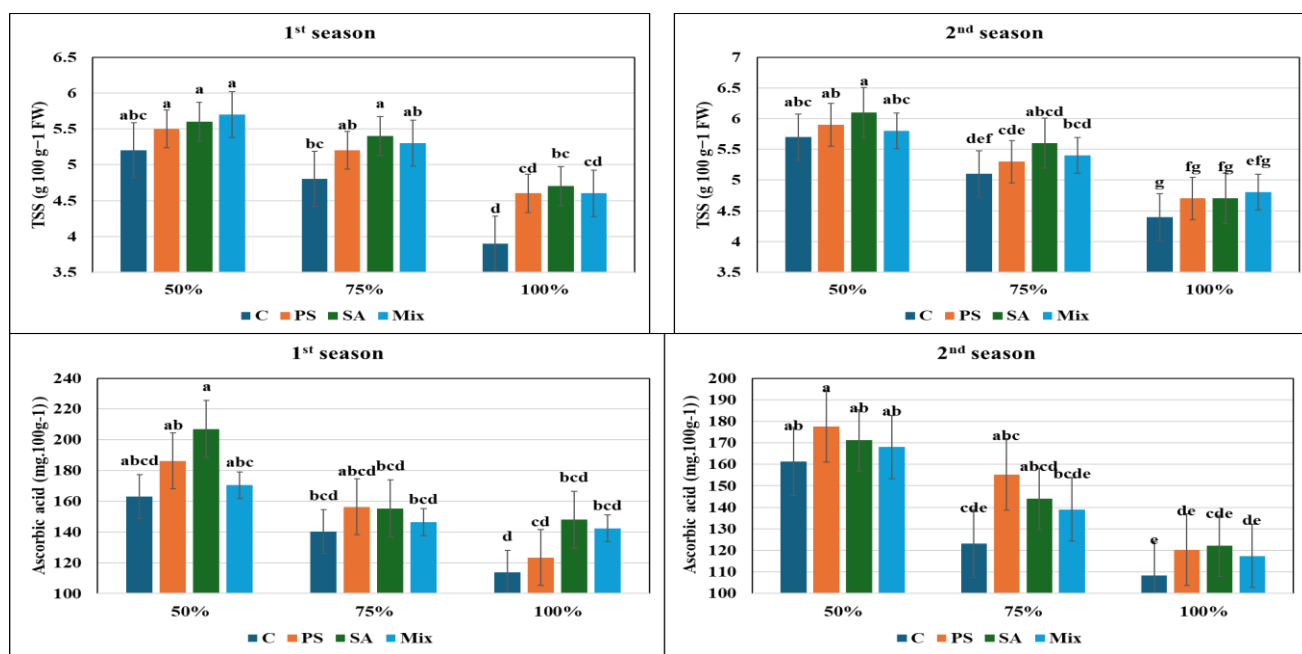 1st season
TSS (g 100 g–1 FW)
6.5
6
5.5
5
4.5
4
3.5
abc a a a
bc ab a ab
d cd bc cd
50% 75% 100%
C PS SA Mix
2nd season
TSS (g 100 g–1 FW)
7
6.5
6
5.5
5
4.5
4
3.5
abc ab a abc
def cde abcd bcd
g fg fg efg
50% 75% 100%
C PS SA Mix
1st season
Ascorbic acid (mg.100g-1))
240
220
200
180
160
140
120
100
abcd ab a abc
bcd abcd bcd bcd
d cd bcd bcd
50% 75% 100%
C PS SA Mix
2nd season
Ascorbic acid (mg.100g-1))
200
190
180
170
160
150
140
130
120
110
100
ab a ab ab
cde abc abcd bcde
e de cde de
50% 75% 100%
C PS SA Mix